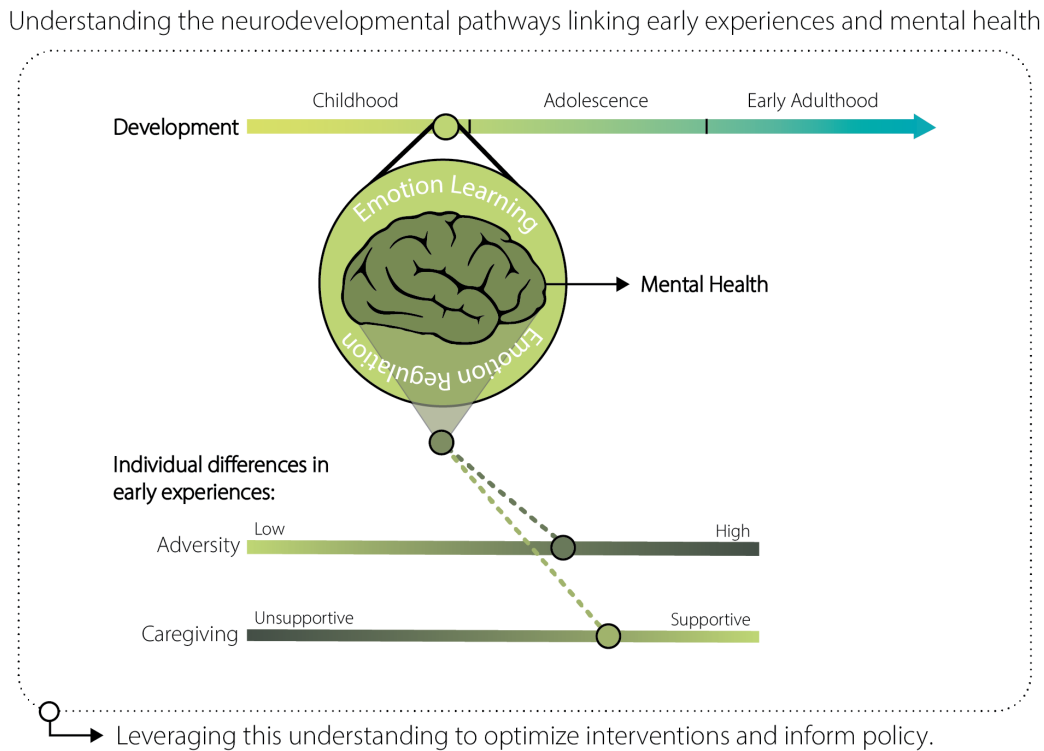 Understanding the neurodevelopmental pathways linking early experiences and mental health
Childhood
Adolescence
Early Adulthood
Development
Emotion Learning
Mental Health
Emotion Regulation
Individual differences in
early experiences:
Low
High
Adversity
Unsupportive
Supportive
Caregiving
Leveraging this understanding to optimize interventions and inform policy.